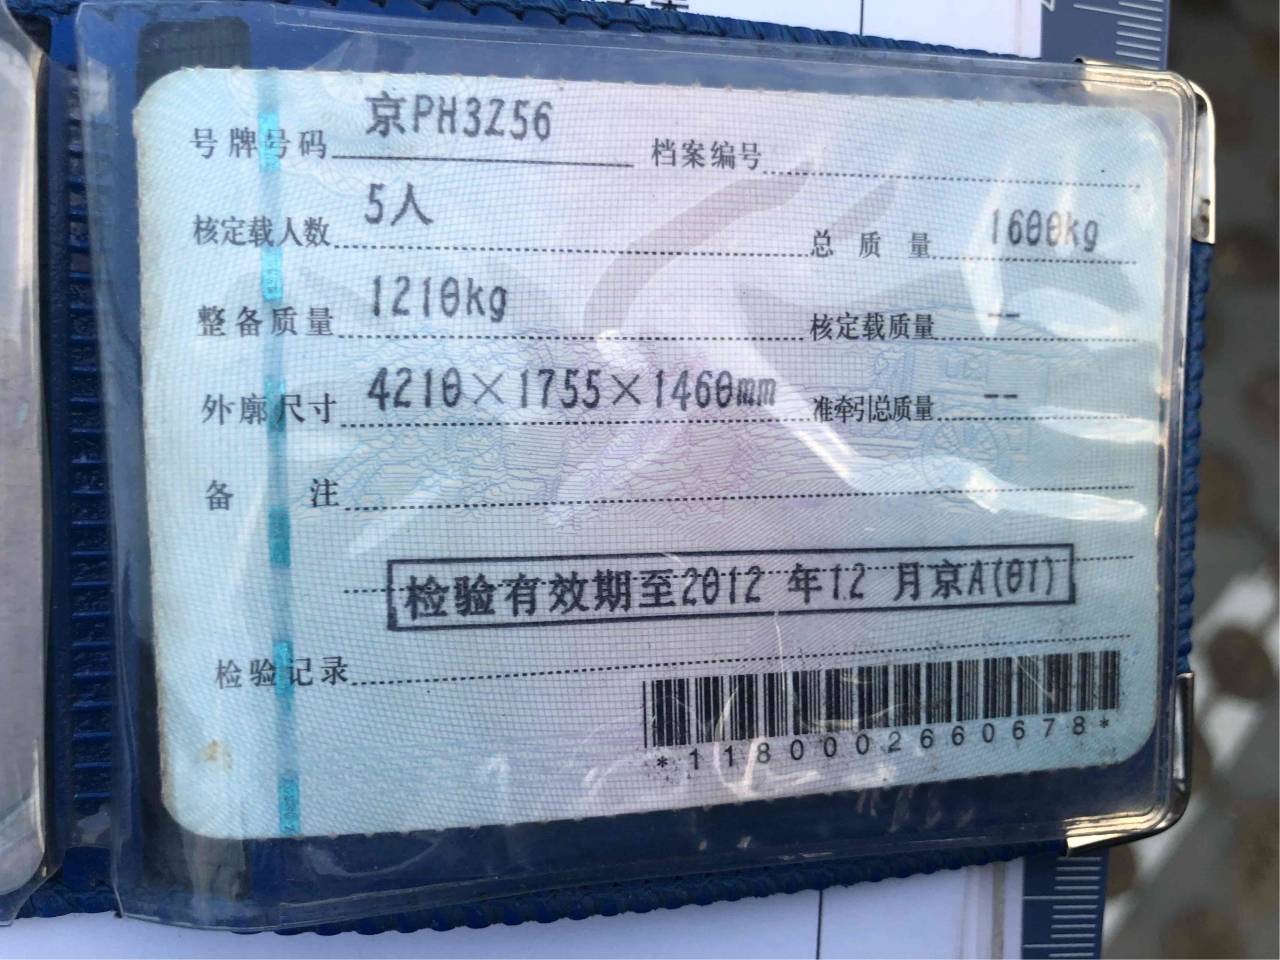 号牌号码 京PH3Z56 档案编号
核定载人数 5人 总质量 1600kg
整备质量 1210kg 核定载质量 --
外廓尺寸 4210×1755×1460mm 准牵引总质量 --
备注
检验有效期至2012 年12 月京A(01)
检验记录
*1180002660678*